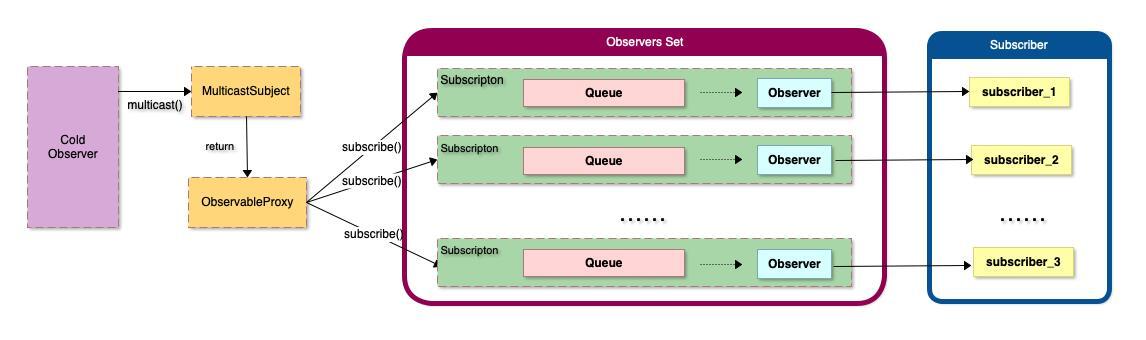 Observers Set
Subscriber
Cold
Observer
multicast()
MulticastSubject
return
ObservableProxy
subscribe()
subscribe()
subscribe()
Subscripton
Queue
Observer
subscriber_1
Subscripton
Queue
Observer
subscriber_2
......
......
Subscripton
Queue
Observer
subscriber_3